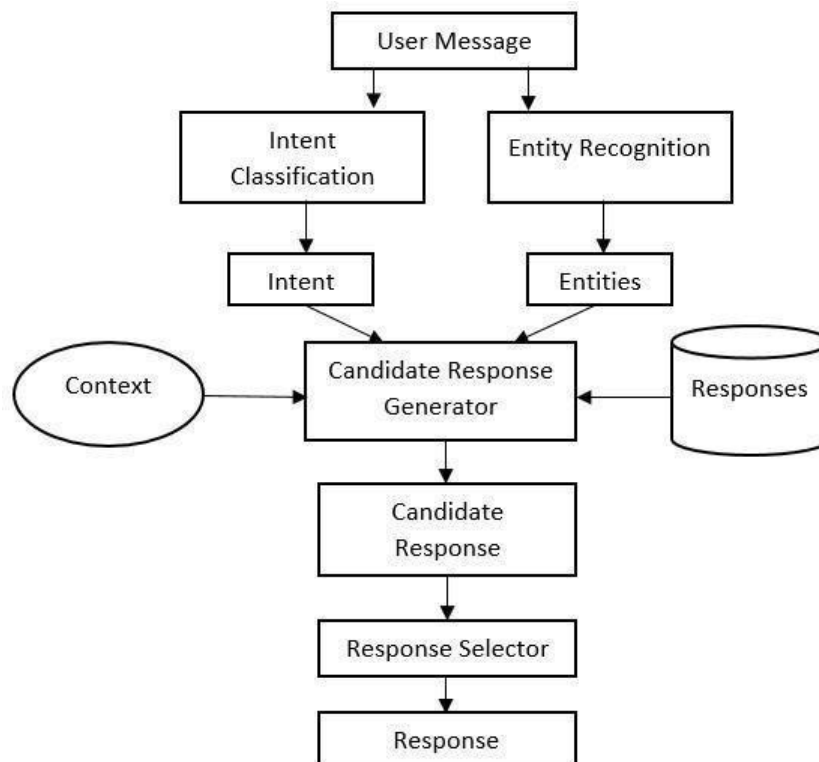 User Message
Intent
Classification
Entity Recognition
Intent
Entities
Context
Candidate Response
Generator
Responses
Candidate
Response
Response Selector
Response